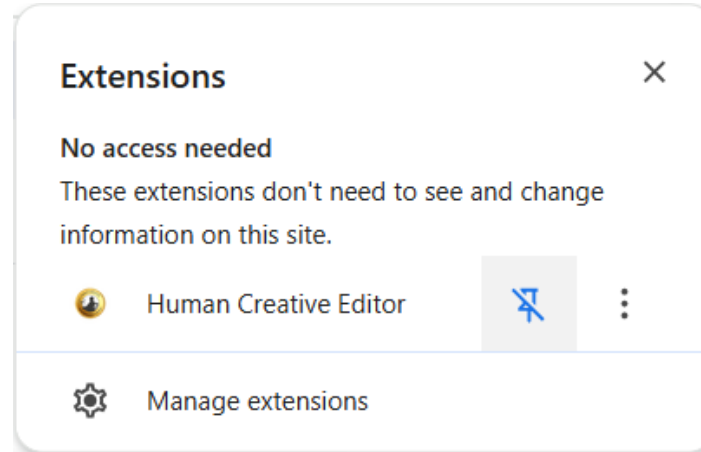 Extensions
No access needed
These extensions don't need to see and change
information on this site.
Human Creative Editor
Manage extensions